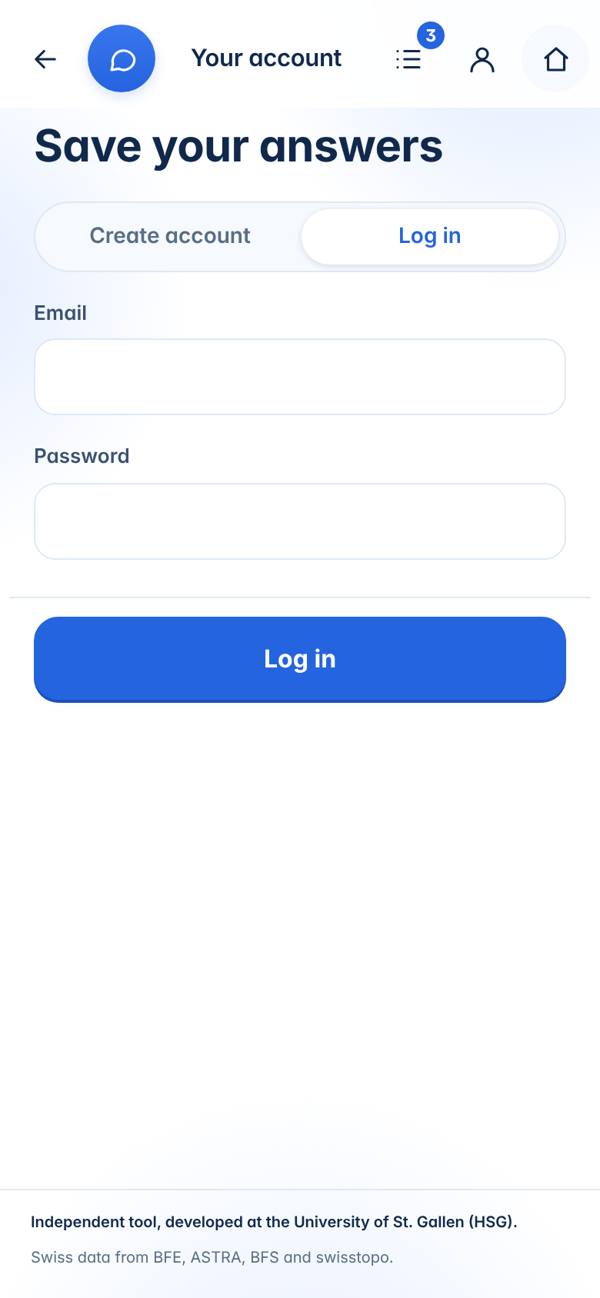 Your account
3
Save your answers
Create account
Log in
Email
Password
Log in
Independent tool, developed at the University of St. Gallen (HSG).
Swiss data from BFE, ASTRA, BFS and swisstopo.